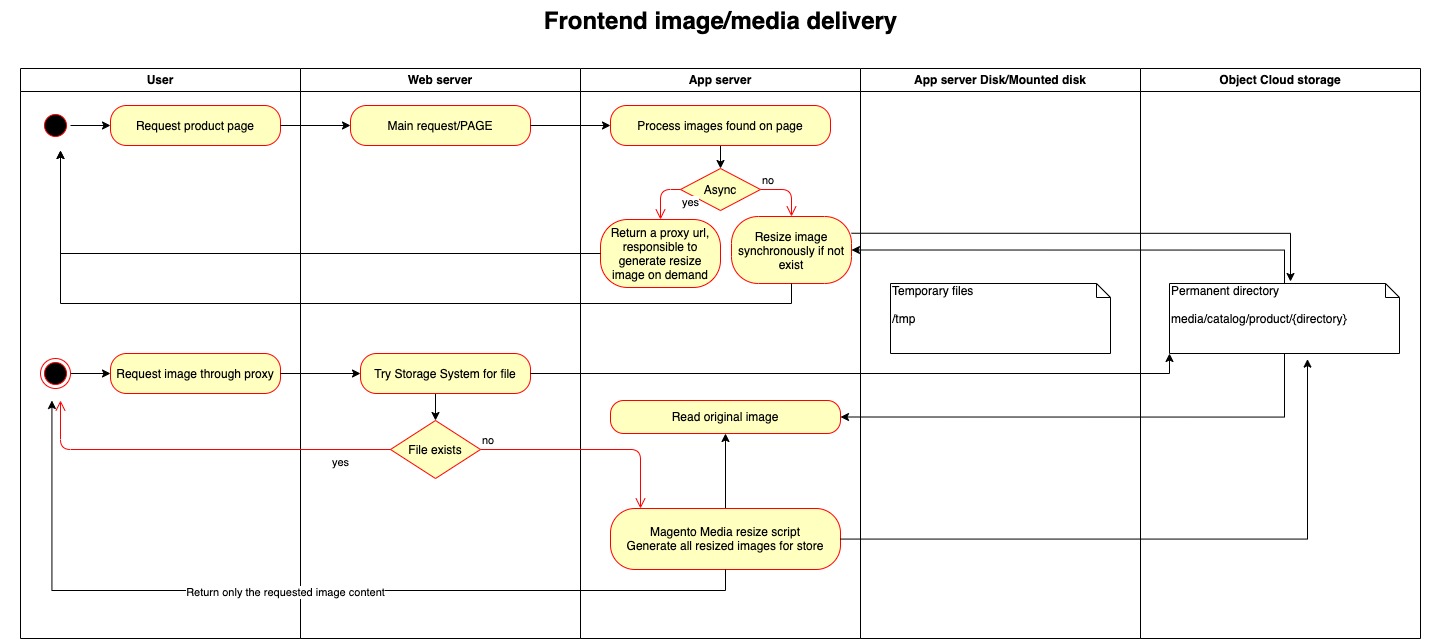 Frontend image/media delivery
User
Web server
App server
App server Disk/Mounted disk
Object Cloud storage
Request product page
Main request/PAGE
Process images found on page
Async
no
yes
Return a proxy url,
responsible to
generate resize
image on demand
Resize image
synchronously if not
exist
Temporary files
/tmp
Permanent directory
media/catalog/product/{directory}
Request image through proxy
Try Storage System for file
Read original image
File exists
no
yes
Magento Media resize script
Generate all resized images for store
Return only the requested image content